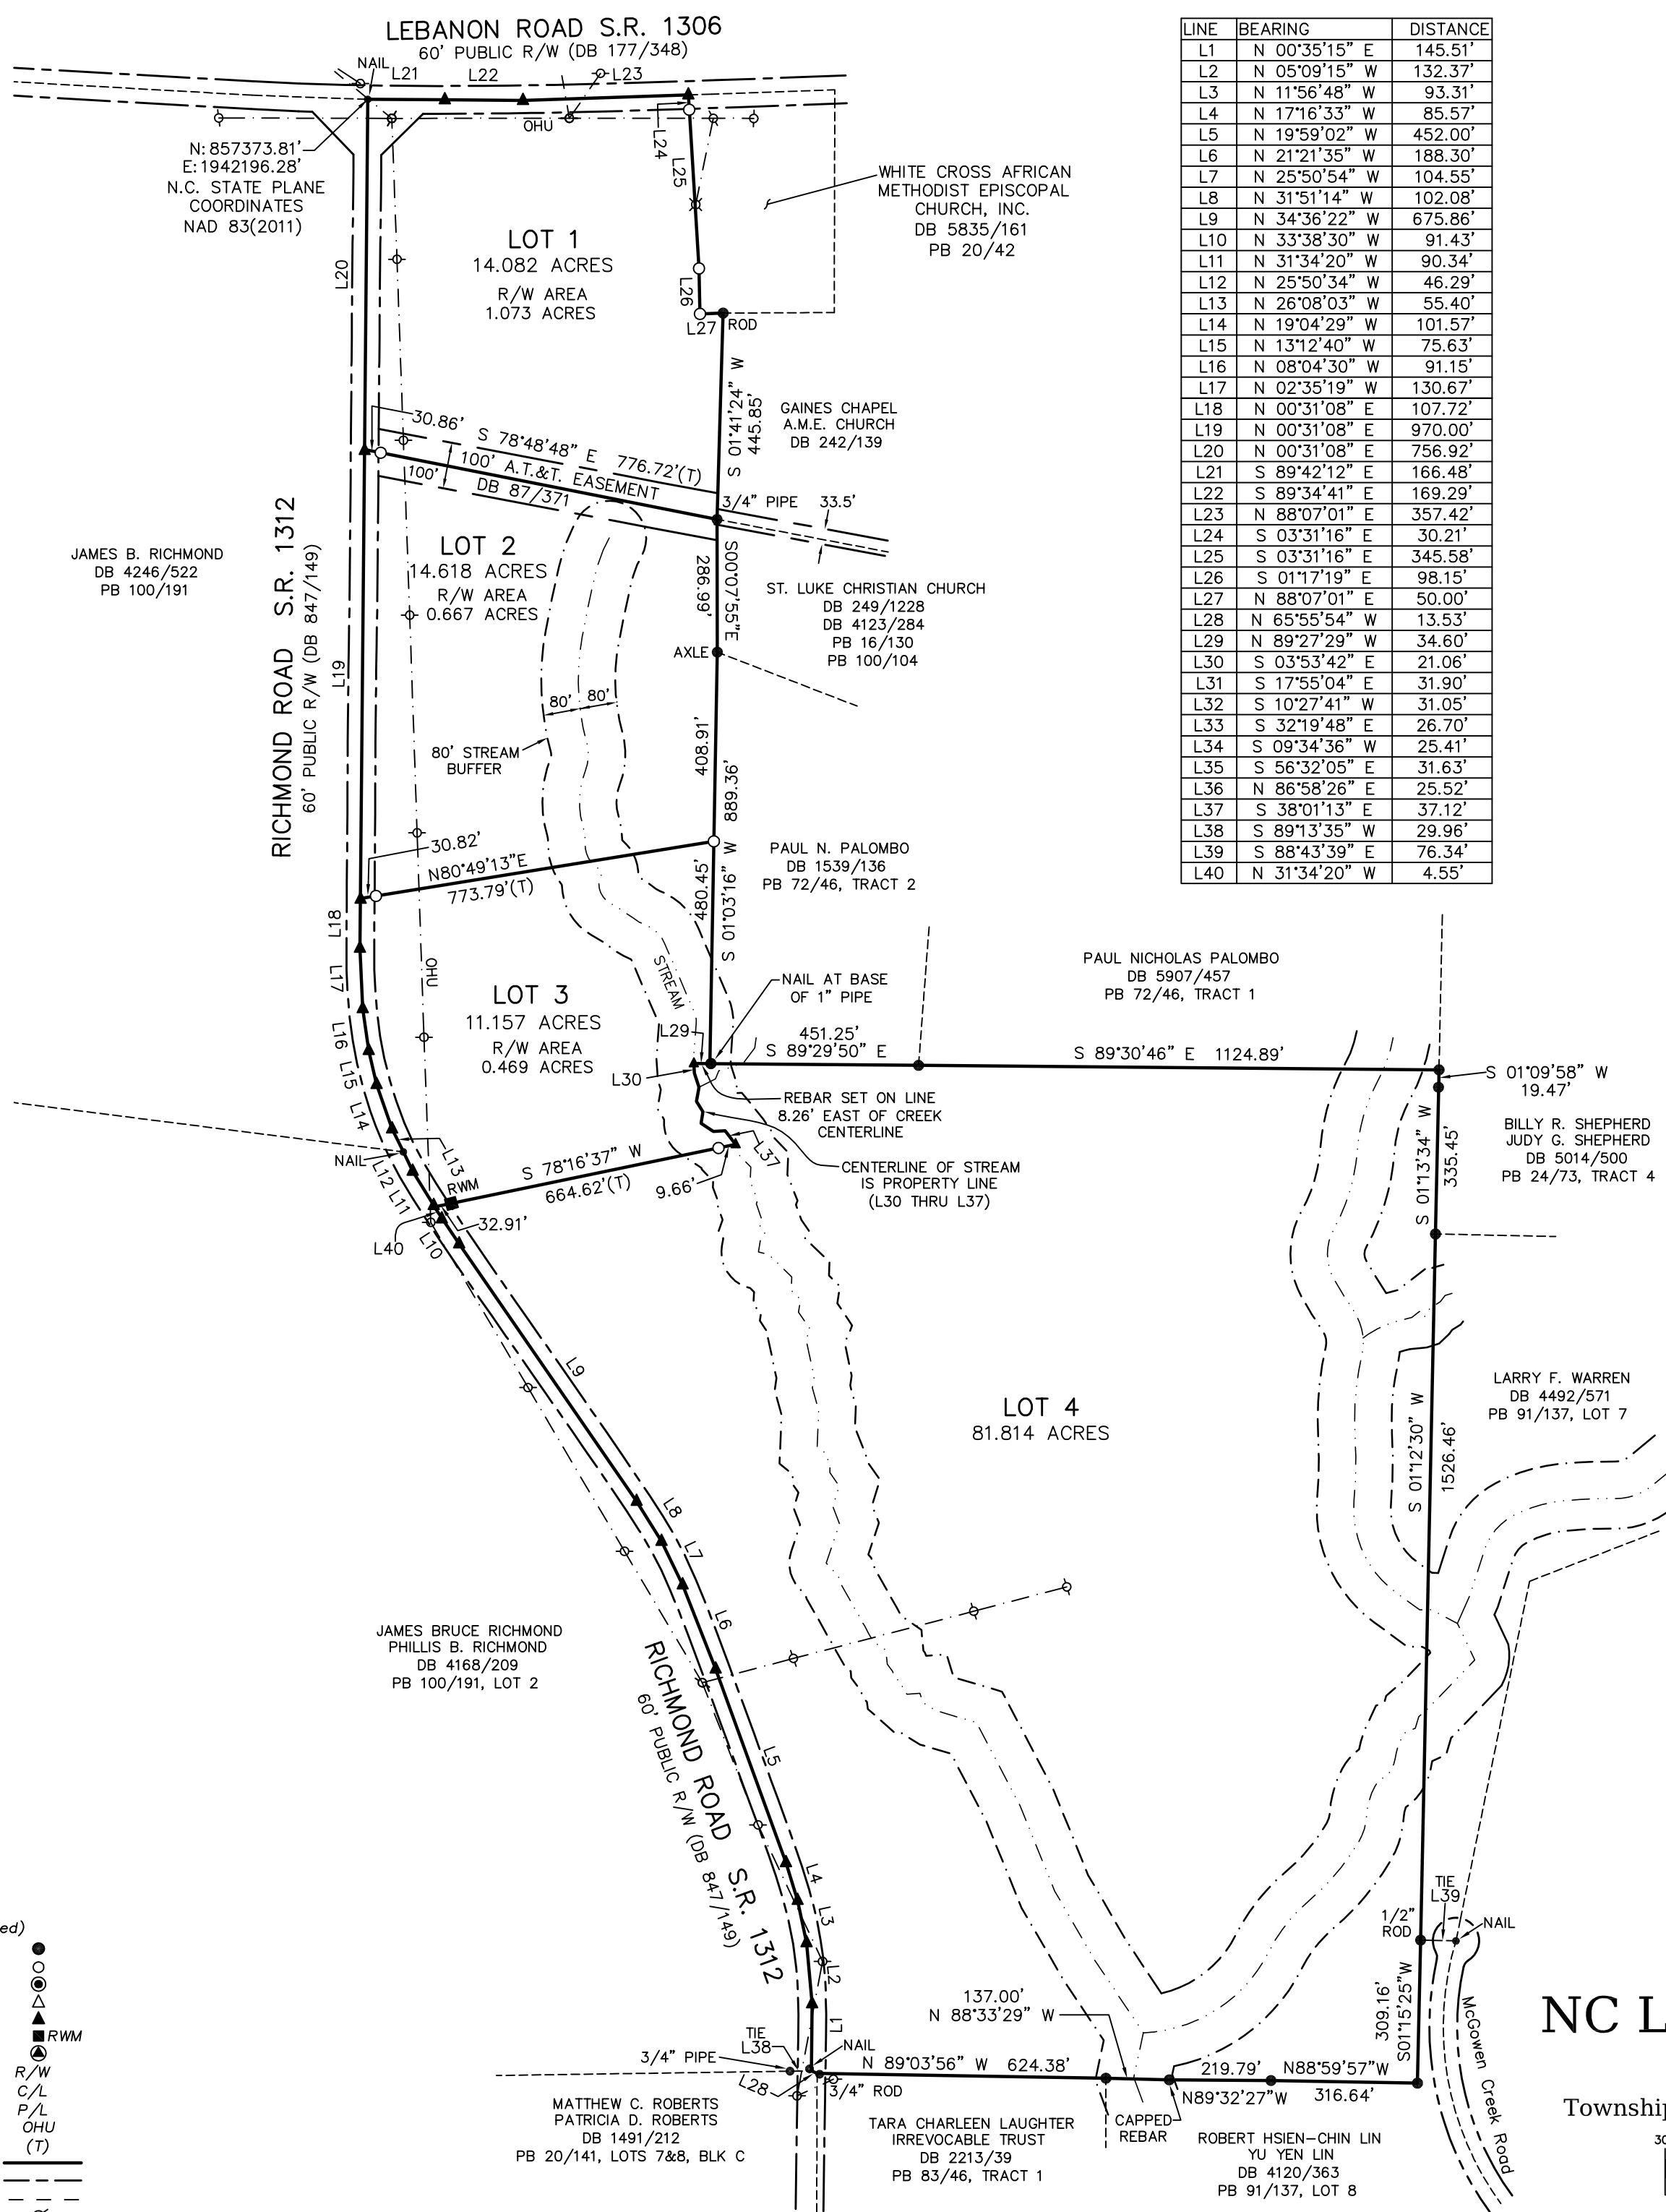 LEBANON ROAD S.R. 1306
60' PUBLIC R/W (DB 177/348)
NAIL
L21
L22
L23
OHU
L24
L25
N: 857373.81'
E: 1942196.28'
N.C. STATE PLANE
COORDINATES
NAD 83(2011)
WHITE CROSS AFRICAN
METHODIST EPISCOPAL
CHURCH, INC.
DB 5835/161
PB 20/42
LOT 1
14.082 ACRES
R/W AREA
1.073 ACRES
L20
L26
L27
ROD
S 01°41'24" W
445.85'
GAINES CHAPEL
A.M.E. CHURCH
DB 242/139
30.86'
S 78°48'48" E 776.72'(T)
100' A.T.&T. EASEMENT
100'
DB 87/371
3/4" PIPE
33.5'
RICHMOND ROAD S.R. 1312
60' PUBLIC R/W (DB 847/149)
JAMES B. RICHMOND
DB 4246/522
PB 100/191
LOT 2
14.618 ACRES
R/W AREA
0.667 ACRES
S00°07'55"E
286.99'
ST. LUKE CHRISTIAN CHURCH
DB 249/1228
DB 4123/284
PB 16/130
PB 100/104
AXLE
L19
80'
80'
80' STREAM
BUFFER
408.91'
889.36'
30.82'
N80°49'13"E
773.79'(T)
PAUL N. PALOMBO
DB 1539/136
PB 72/46, TRACT 2
480.45'
S 01°03'16" W
L18
L17
OHU
STREAM
NAIL AT BASE
OF 1" PIPE
LOT 3
11.157 ACRES
R/W AREA
0.469 ACRES
L29
451.25'
S 89°29'50" E
PAUL NICHOLAS PALOMBO
DB 5907/457
PB 72/46, TRACT 1
S 89°30'46" E 1124.89'
L30
REBAR SET ON LINE
8.26' EAST OF CREEK
CENTERLINE
S 01°09'58" W
19.47'
L16
L15
L14
NAIL
L12
L13
L11
RWM
S 78°16'37" W
664.62'(T)
9.66'
L37
CENTERLINE OF STREAM
IS PROPERTY LINE
(L30 THRU L37)
S 01°13'34" W
335.45'
BILLY R. SHEPHERD
JUDY G. SHEPHERD
DB 5014/500
PB 24/73, TRACT 4
32.91'
L40
L10
L9
LOT 4
81.814 ACRES
S 01°12'30" W
1526.46'
LARRY F. WARREN
DB 4492/571
PB 91/137, LOT 7
L8
L7
L6
JAMES BRUCE RICHMOND
PHILLIS B. RICHMOND
DB 4168/209
PB 100/191, LOT 2
RICHMOND ROAD S.R. 1312
60' PUBLIC R/W (DB 847/149)
L5
L4
L3
L2
L1
TIE
L39
1/2"
ROD
NAIL
309.16'
S01°15'25"W
McGowen Creek Road
137.00'
N 88°33'29" W
TIE
L38
NAIL
3/4" PIPE
L28
3/4" ROD
N 89°03'56" W 624.38'
219.79'
N89°32'27"W
N88°59'57"W
316.64'
CAPPED
REBAR
MATTHEW C. ROBERTS
PATRICIA D. ROBERTS
DB 1491/212
PB 20/141, LOTS 7&8, BLK C
TARA CHARLEEN LAUGHTER
IRREVOCABLE TRUST
DB 2213/39
PB 83/46, TRACT 1
ROBERT HSIEN-CHIN LIN
YU YEN LIN
DB 4120/363
PB 91/137, LOT 8
LINE BEARING DISTANCE
L1 N 00°35'15" E 145.51'
L2 N 05°09'15" W 132.37'
L3 N 11°56'48" W 93.31'
L4 N 17°16'33" W 85.57'
L5 N 19°59'02" W 452.00'
L6 N 21°21'35" W 188.30'
L7 N 25°50'54" W 104.55'
L8 N 31°51'14" W 102.08'
L9 N 34°36'22" W 675.86'
L10 N 33°38'30" W 91.43'
L11 N 31°34'20" W 90.34'
L12 N 25°50'34" W 46.29'
L13 N 26°08'03" W 55.40'
L14 N 19°04'29" W 101.57'
L15 N 13°12'40" W 75.63'
L16 N 08°04'30" W 91.15'
L17 N 02°35'19" W 130.67'
L18 N 00°31'08" E 107.72'
L19 N 00°31'08" E 970.00'
L20 N 00°31'08" E 756.92'
L21 S 89°42'12" E 166.48'
L22 S 89°34'41" E 169.29'
L23 N 88°07'01" E 357.42'
L24 S 03°31'16" E 30.21'
L25 S 03°31'16" E 345.58'
L26 S 01°17'19" E 98.15'
L27 N 88°07'01" E 50.00'
L28 N 65°55'54" W 13.53'
L29 N 89°27'29" W 34.60'
L30 S 03°53'42" E 21.06'
L31 S 17°55'04" E 31.90'
L32 S 10°27'41" W 31.05'
L33 S 32°19'48" E 26.70'
L34 S 09°34'36" W 25.41'
L35 S 56°32'05" E 31.63'
L36 N 86°58'26" E 25.52'
L37 S 38°01'13" E 37.12'
L38 S 89°13'35" W 29.96'
L39 S 88°43'39" E 76.34'
L40 N 31°34'20" W 4.55'
ed)
RWM
R/W
C/L
P/L
OHU
(T)
NC L
Township
30